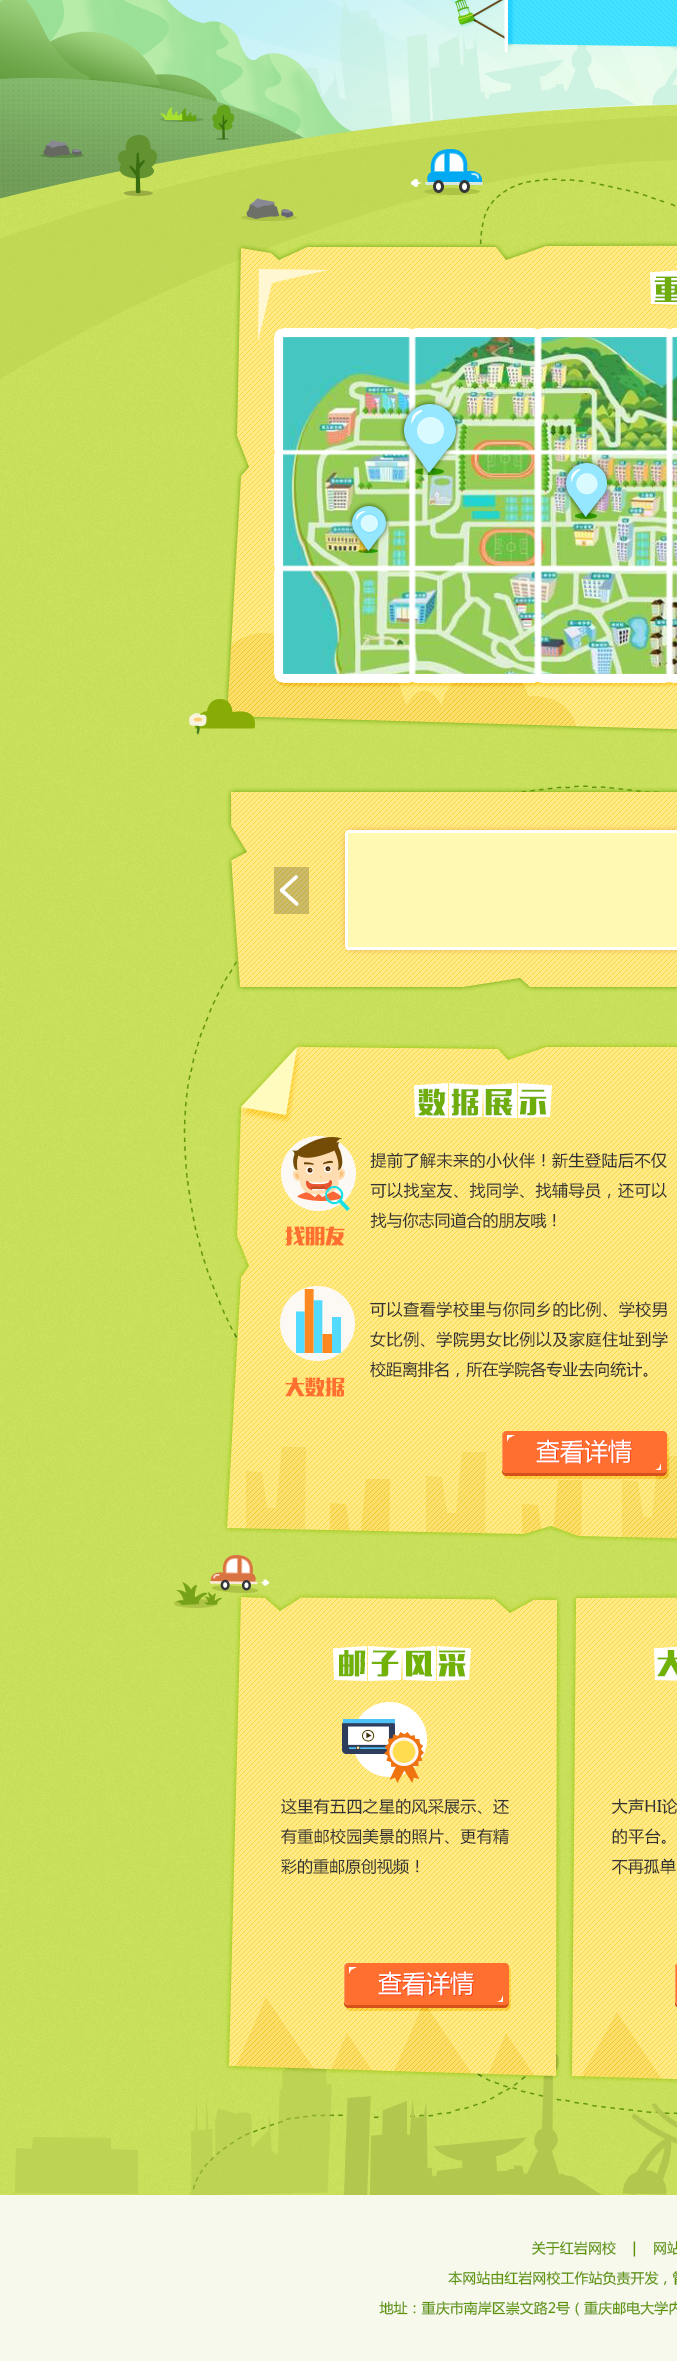 重
数据展示
提前了解未来的小伙伴！新生登陆后不仅
可以找室友、找同学、找辅导员，还可以
找与你志同道合的朋友哦！
找朋友
可以查看学校里与你同乡的比例、学校男
女比例、学院男女比例以及家庭住址到学
校距离排名，所在学院各专业去向统计。
大数据
查看详情
邮子风采
大
这里有五四之星的风采展示、还
有重邮校园美景的照片、更有精
彩的重邮原创视频！
大声HI论
的平台。
不再孤单
查看详情
关于红岩网校 | 网站
本网站由红岩网校工作站负责开发，管
地址：重庆市南岸区崇文路2号（重庆邮电大学内